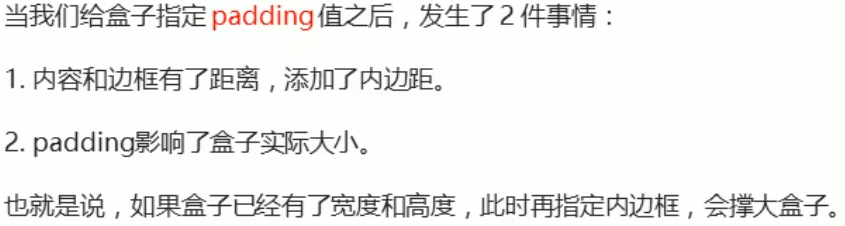 当我们给盒子指定padding值之后，发生了2件事情：
1. 内容和边框有了距离，添加了内边距。
2. padding影响了盒子实际大小。
也就是说，如果盒子已经有了宽度和高度，此时再指定内边框，会撑大盒子。